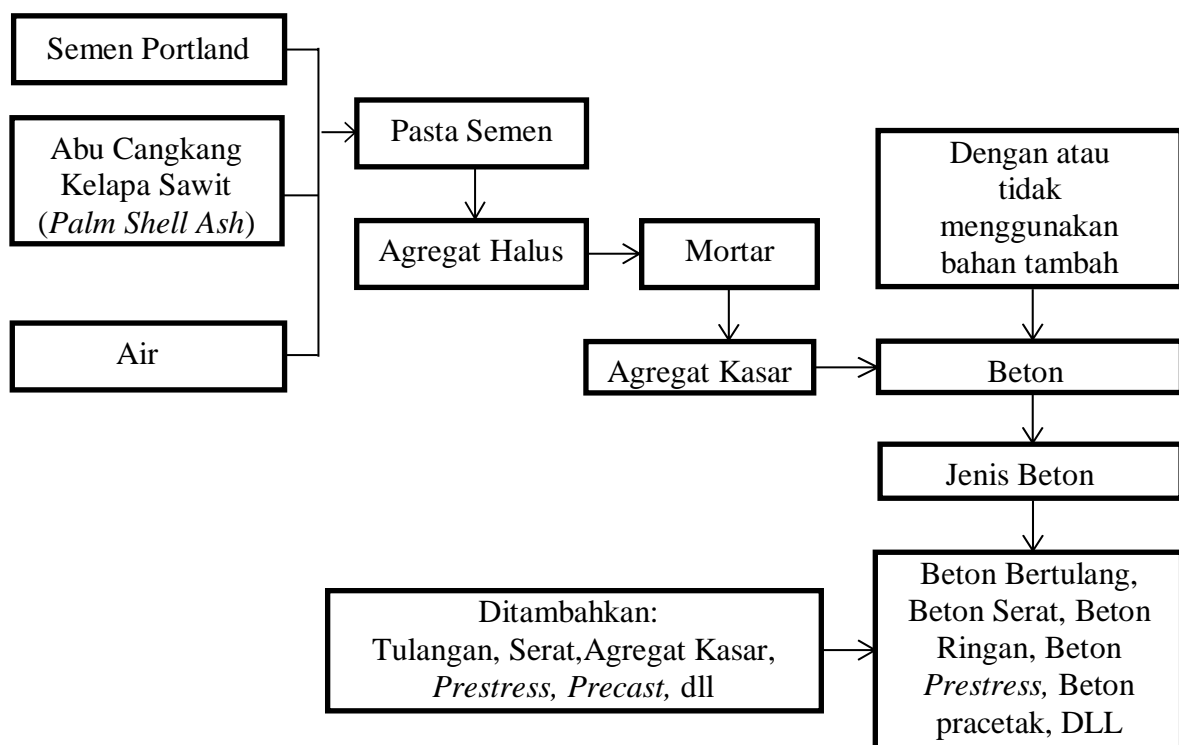 Semen Portland
Abu Cangkang
Kelapa Sawit
(Palm Shell Ash)
Air
Pasta Semen
Agregat Halus
Mortar
Agregat Kasar
Dengan atau
tidak
menggunakan
bahan tambah
Beton
Jenis Beton
Ditambahkan:
Tulangan, Serat,Agregat Kasar,
Prestress, Precast, dll
Beton Bertulang,
Beton Serat, Beton
Ringan, Beton
Prestress, Beton
pracetak, DLL